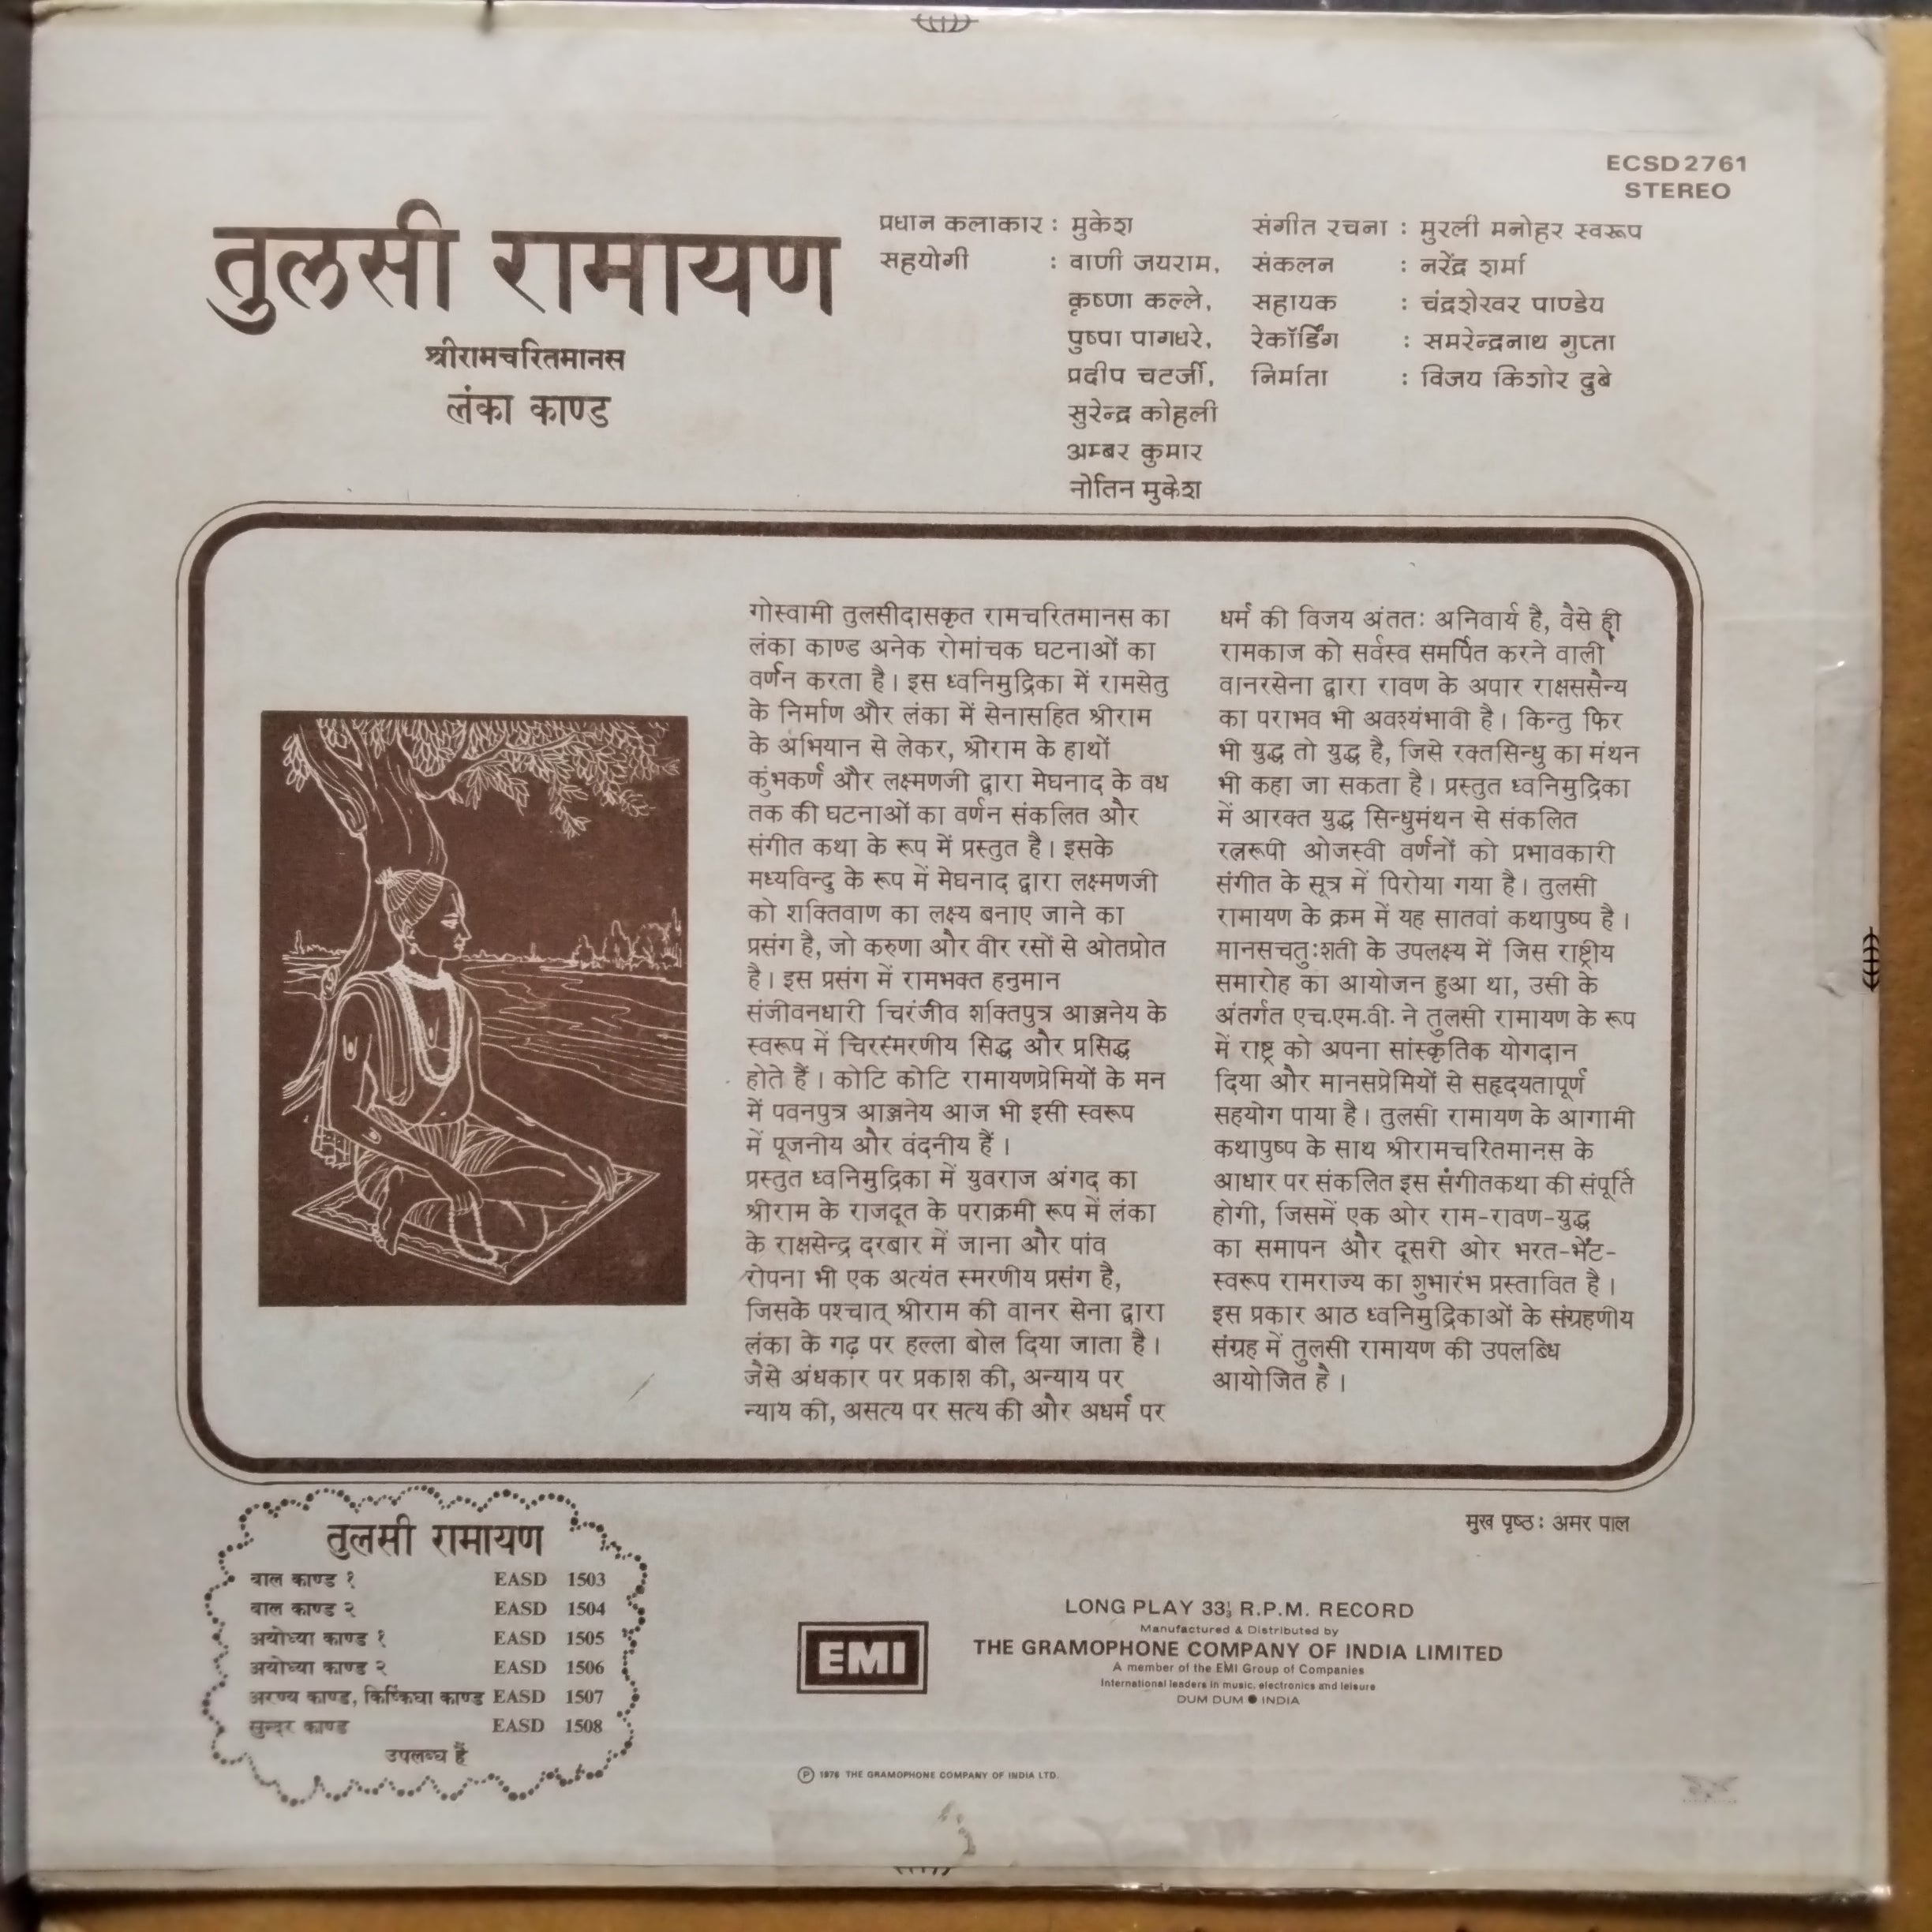 ECSD 2761
STEREO
तुलसी रामायण
श्रीरामचरितमानस
लंका काण्ड
प्रधान कलाकार : मुकेश
सहयोगी : वाणी जयराम,
कृष्णा कल्ले,
पुष्पा पागधरे,
प्रदीप चटर्जी,
सुरेन्द्र कोहली
अम्बर कुमार
नोतिन मुकेश
संगीत रचना : मुरली मनोहर स्वरूप
संकलन : नरेंद्र शर्मा
सहायक : चंद्रशेखर पाण्डेय
रेकॉर्डिंग : समरेन्द्रनाथ गुप्ता
निर्माता : विजय किशोर दुबे
गोस्वामी तुलसीदासकृत रामचरितमानस का
लंका काण्ड अनेक रोमांचक घटनाओं का
वर्णन करता है। इस ध्वनिमुद्रिका में रामसेतु
के निर्माण और लंका में सेनासहित श्रीराम
के अभियान से लेकर, श्रीराम के हाथों
कुंभकर्ण और लक्ष्मणजी द्वारा मेघनाद के वध
तक की घटनाओं का वर्णन संकलित और
संगीत कथा के रूप में प्रस्तुत है। इसके
मध्यविन्दु के रूप में मेघनाद द्वारा लक्ष्मणजी
को शक्तिवाण का लक्ष्य बनाए जाने का
प्रसंग है, जो करुणा और वीर रसों से ओतप्रोत
है। इस प्रसंग में रामभक्त हनुमान
संजीवनधारी चिरंजीव शक्तिपुत्र आञ्जनेय के
स्वरूप में चिरस्मरणीय सिद्ध और प्रसिद्ध
होते हैं। कोटि कोटि रामायणप्रेमियों के मन
में पवनपुत्र आञ्जनेय आज भी इसी स्वरूप
में पूजनीय और वंदनीय हैं।
प्रस्तुत ध्वनिमुद्रिका में युवराज अंगद का
श्रीराम के राजदूत के पराक्रमी रूप में लंका
के राक्षसेन्द्र दरबार में जाना और पांव
रोपना भी एक अत्यंत स्मरणीय प्रसंग है,
जिसके पश्चात् श्रीराम की वानर सेना द्वारा
लंका के गढ़ पर हल्ला बोल दिया जाता है।
जैसे अंधकार पर प्रकाश की, अन्याय पर
न्याय की, असत्य पर सत्य की और अधर्म पर
धर्म की विजय अंततः अनिवार्य है, वैसे ही
रामकाज को सर्वस्व समर्पित करने वाली
वानरसेना द्वारा रावण के अपार राक्षससैन्य
का पराभव भी अवश्यंभावी है। किन्तु फिर
भी युद्ध तो युद्ध है, जिसे रक्तसिन्धु का मंथन
भी कहा जा सकता है। प्रस्तुत ध्वनिमुद्रिका
में आरक्त युद्ध सिन्धुमंथन से संकलित
रत्नरूपी ओजस्वी वर्णनों को प्रभावकारी
संगीत के सूत्र में पिरोया गया है। तुलसी
रामायण के क्रम में यह सातवां कथापुष्प है।
मानसचतुःशती के उपलक्ष्य में जिस राष्ट्रीय
समारोह का आयोजन हुआ था, उसी के
अंतर्गत एच.एम.वी. ने तुलसी रामायण के रूप
में राष्ट्र को अपना सांस्कृतिक योगदान
दिया और मानसप्रेमियों से सहृदयतापूर्ण
सहयोग पाया है। तुलसी रामायण के आगामी
कथापुष्प के साथ श्रीरामचरितमानस के
आधार पर संकलित इस संगीतकथा की संपूर्ति
होगी, जिसमें एक ओर राम-रावण-युद्ध
का समापन और दूसरी ओर भरत-भेंट-
स्वरूप रामराज्य का शुभारंभ प्रस्तावित है।
इस प्रकार आठ ध्वनिमुद्रिकाओं के संग्रहणीय
संग्रह में तुलसी रामायण की उपलब्धि
आयोजित है।
मुख पृष्ठ : अमर पाल
तुलसी रामायण
बाल काण्ड १ EASD 1503
बाल काण्ड २ EASD 1504
अयोध्या काण्ड १ EASD 1505
अयोध्या काण्ड २ EASD 1506
अरण्य काण्ड, किष्किंधा काण्ड EASD 1507
सुन्दर काण्ड EASD 1508
उपलब्ध हैं
EMI
LONG PLAY 33⅓ R.P.M. RECORD
Manufactured & Distributed by
THE GRAMOPHONE COMPANY OF INDIA LIMITED
A member of the EMI Group of Companies
International leaders in music, electronics and leisure
DUM DUM ● INDIA
Ⓟ 1976 THE GRAMOPHONE COMPANY OF INDIA LTD.